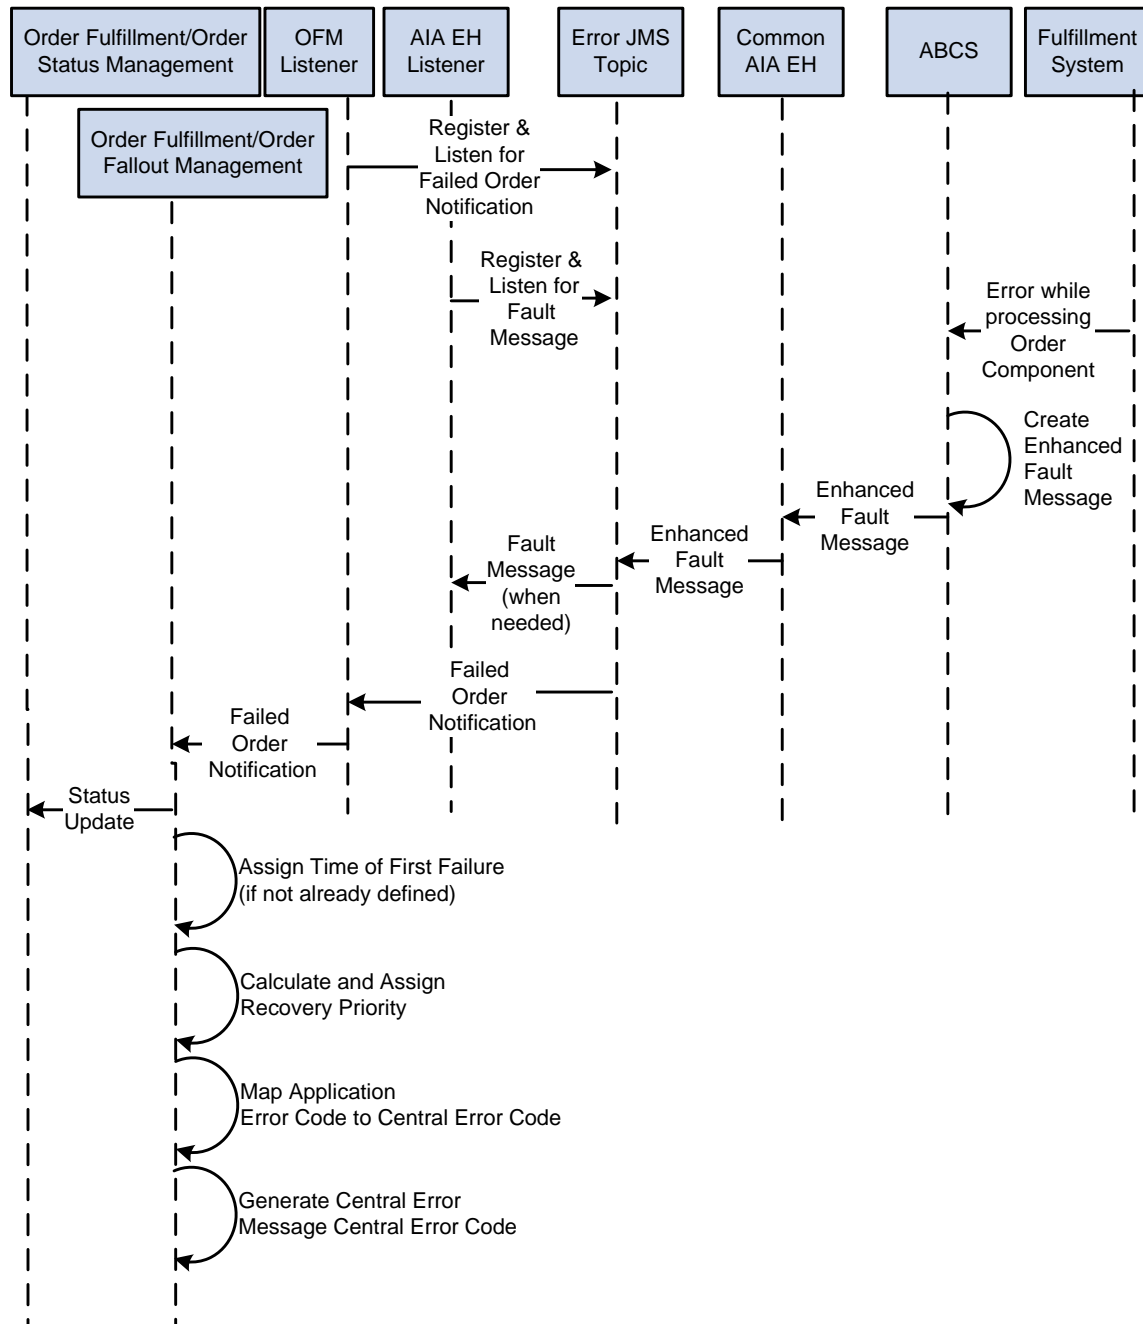 Order Fulfillment/Order
Status Management
OFM
Listener
AIA EH
Listener
Error JMS
Topic
Common
AIA EH
ABCS
Fulfillment
System
Order Fulfillment/Order
Fallout Management
Register &
Listen for
Failed Order
Notification
Register &
Listen for
Fault
Message
Error while
processing
Order
Component
Create
Enhanced
Fault
Message
Enhanced
Fault
Message
Enhanced
Fault
Message
Fault
Message
(when
needed)
Failed
Order
Notification
Failed
Order
Notification
Status
Update
Assign Time of First Failure
(if not already defined)
Calculate and Assign
Recovery Priority
Map Application
Error Code to Central Error Code
Generate Central Error
Message Central Error Code